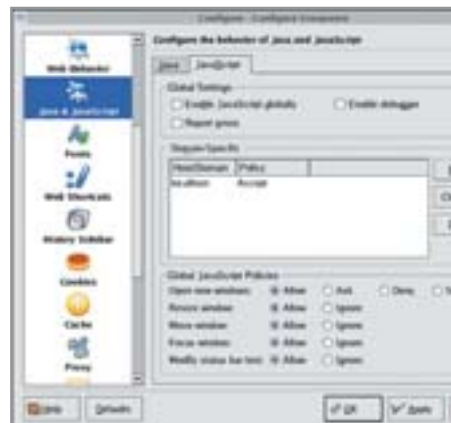 Configure - Configure Konqueror
Configure the behavior of Java and JavaScript
Web Behavior
Java & JavaScript
Fonts
Web Shortcuts
History Sidebar
Cookies
Cache
Proxy
Java JavaScript
Global Settings
Enable JavaScript globally Enable debugger
Report errors
Domain-Specific
Host/Domain Policy
localhost Accept
Global JavaScript Policies
Open new windows: Allow Ask Deny
Resize window: Allow Ignore
Move window: Allow Ignore
Focus window: Allow Ignore
Modify status bar text: Allow Ignore
Help Defaults OK Apply